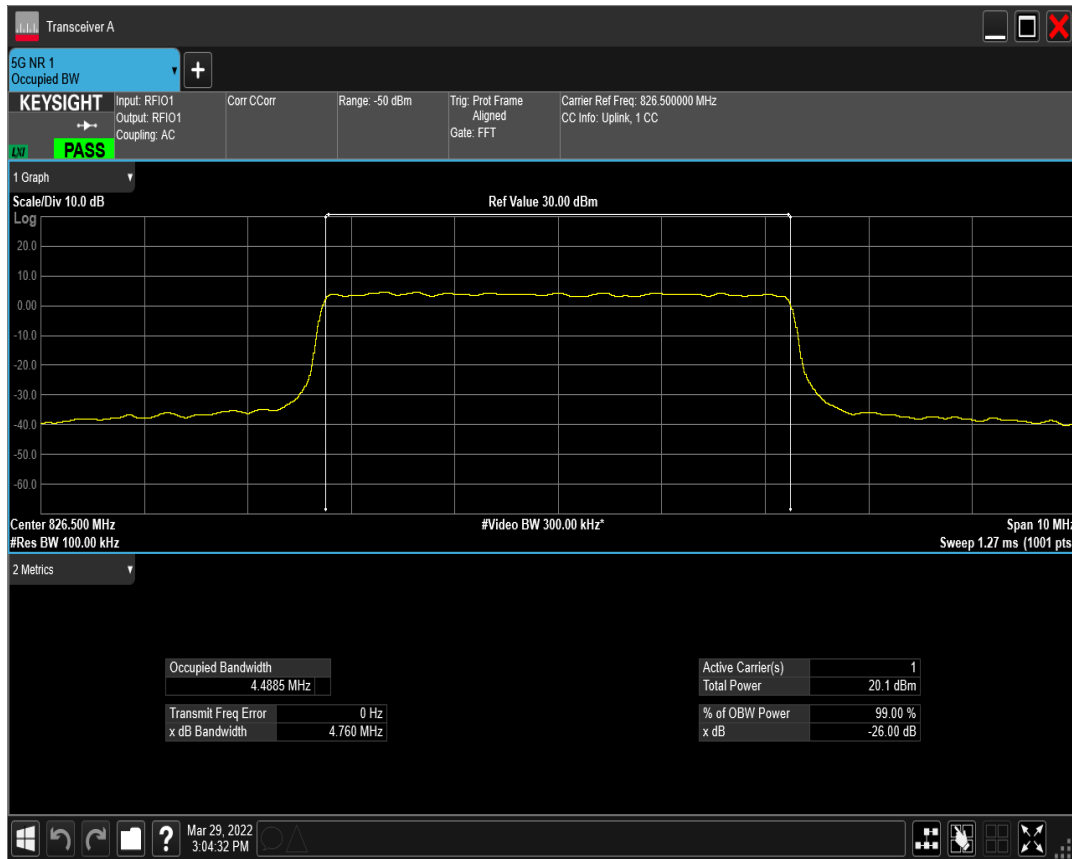 Transceiver A
5G NR 1
Occupied BW
KEYSIGHT
LXI
PASS
Input: RFIO1
Output: RFIO1
Coupling: AC
Corr CCorr
Range: -50 dBm
Trig: Prot Frame
Aligned
Gate: FFT
Carrier Ref Freq: 826.500000 MHz
CC Info: Uplink, 1 CC
1 Graph
Scale/Div 10.0 dB
Ref Value 30.00 dBm
Log
20.0
10.0
0.00
-10.0
-20.0
-30.0
-40.0
-50.0
-60.0
Center 826.500 MHz
#Video BW 300.00 kHz*
Span 10 MHz
#Res BW 100.00 kHz
Sweep 1.27 ms (1001 pts
2 Metrics
Occupied Bandwidth
4.4885 MHz
Transmit Freq Error 0 Hz
x dB Bandwidth 4.760 MHz
Active Carrier(s) 1
Total Power 20.1 dBm
% of OBW Power 99.00 %
x dB -26.00 dB
? Mar 29, 2022
3:04:32 PM